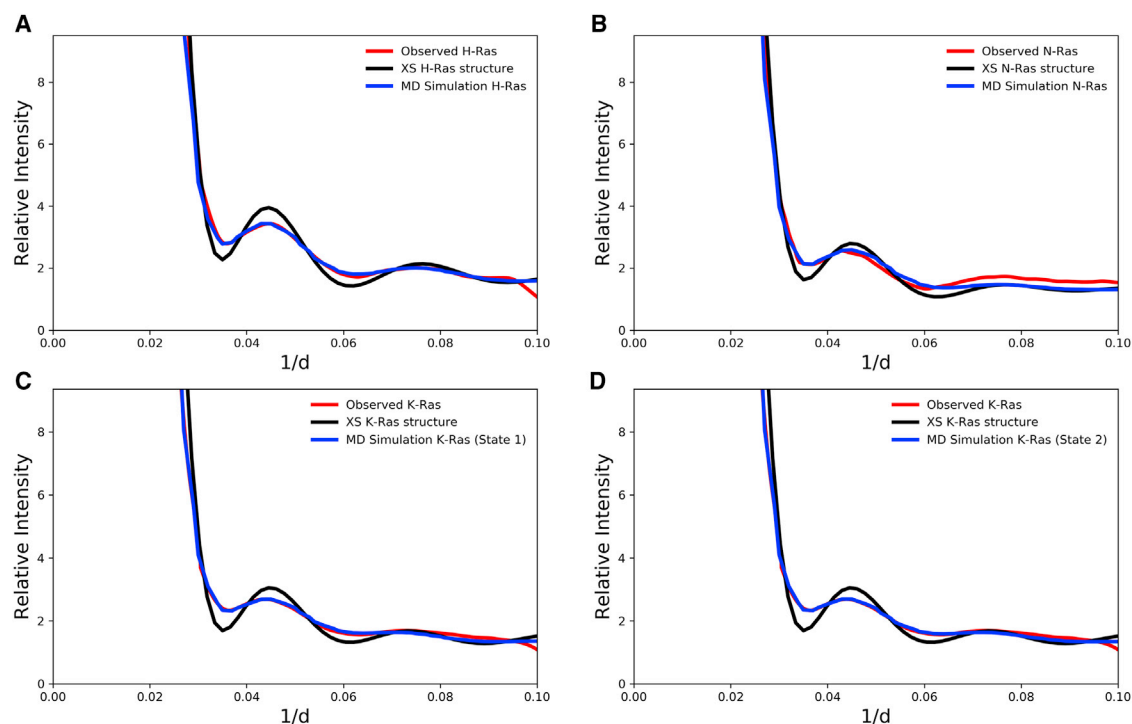 A
Relative Intensity
8
6
4
2
0
0.00 0.02 0.04 0.06 0.08 0.10
1/d
Observed H-Ras
XS H-Ras structure
MD Simulation H-Ras
B
Relative Intensity
8
6
4
2
0
0.00 0.02 0.04 0.06 0.08 0.10
1/d
Observed N-Ras
XS N-Ras structure
MD Simulation N-Ras
C
Relative Intensity
8
6
4
2
0
0.00 0.02 0.04 0.06 0.08 0.10
1/d
Observed K-Ras
XS K-Ras structure
MD Simulation K-Ras (State 1)
D
Relative Intensity
8
6
4
2
0
0.00 0.02 0.04 0.06 0.08 0.10
1/d
Observed K-Ras
XS K-Ras structure
MD Simulation K-Ras (State 2)